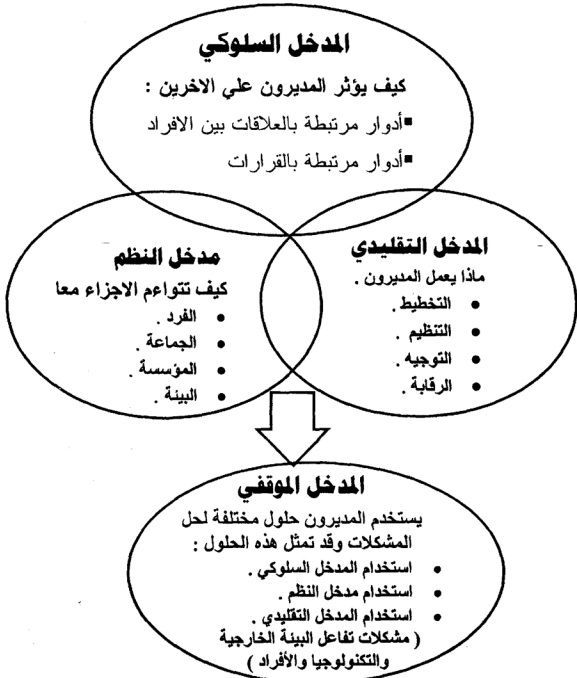 المدخل السلوكي
كيف يؤثر المديرون علي الاخرين :
▪أدوار مرتبطة بالعلاقات بين الافراد
▪أدوار مرتبطة بالقرارات
المدخل التقليدي
ماذا يعمل المديرون .
• التخطيط .
• التنظيم .
• التوجيه .
• الرقابة .
مدخل النظم
كيف تتواءم الاجزاء معا
• الفرد .
• الجماعة .
• المؤسسة .
• البيئة .
المدخل الموقفي
يستخدم المديرون حلول مختلفة لحل
المشكلات وقد تمثل هذه الحلول :
• استخدام المدخل السلوكي .
• استخدام مدخل النظم .
• استخدام المدخل التقليدي .
( مشكلات تفاعل البيئة الخارجية
والتكنولوجيا والأفراد )